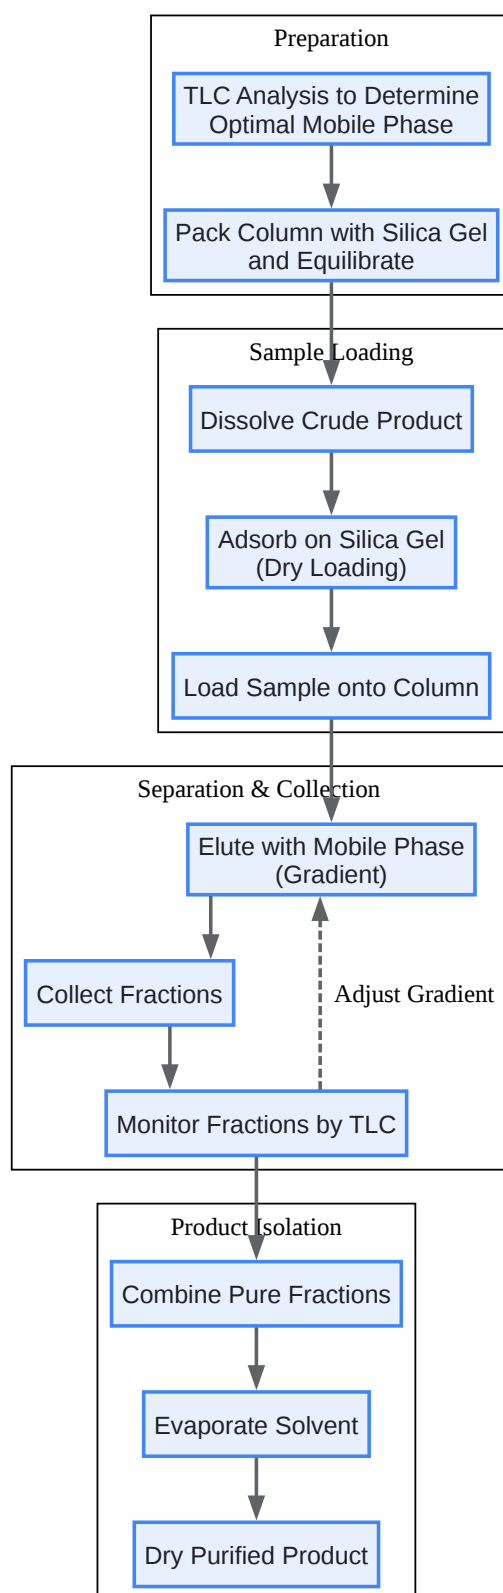 Preparation
TLC Analysis to Determine
Optimal Mobile Phase
Pack Column with Silica Gel
and Equilibrate
Sample Loading
Dissolve Crude Product
Adsorb on Silica Gel
(Dry Loading)
Load Sample onto Column
Separation & Collection
Elute with Mobile Phase
(Gradient)
Collect Fractions
Adjust Gradient
Monitor Fractions by TLC
Product Isolation
Combine Pure Fractions
Evaporate Solvent
Dry Purified Product